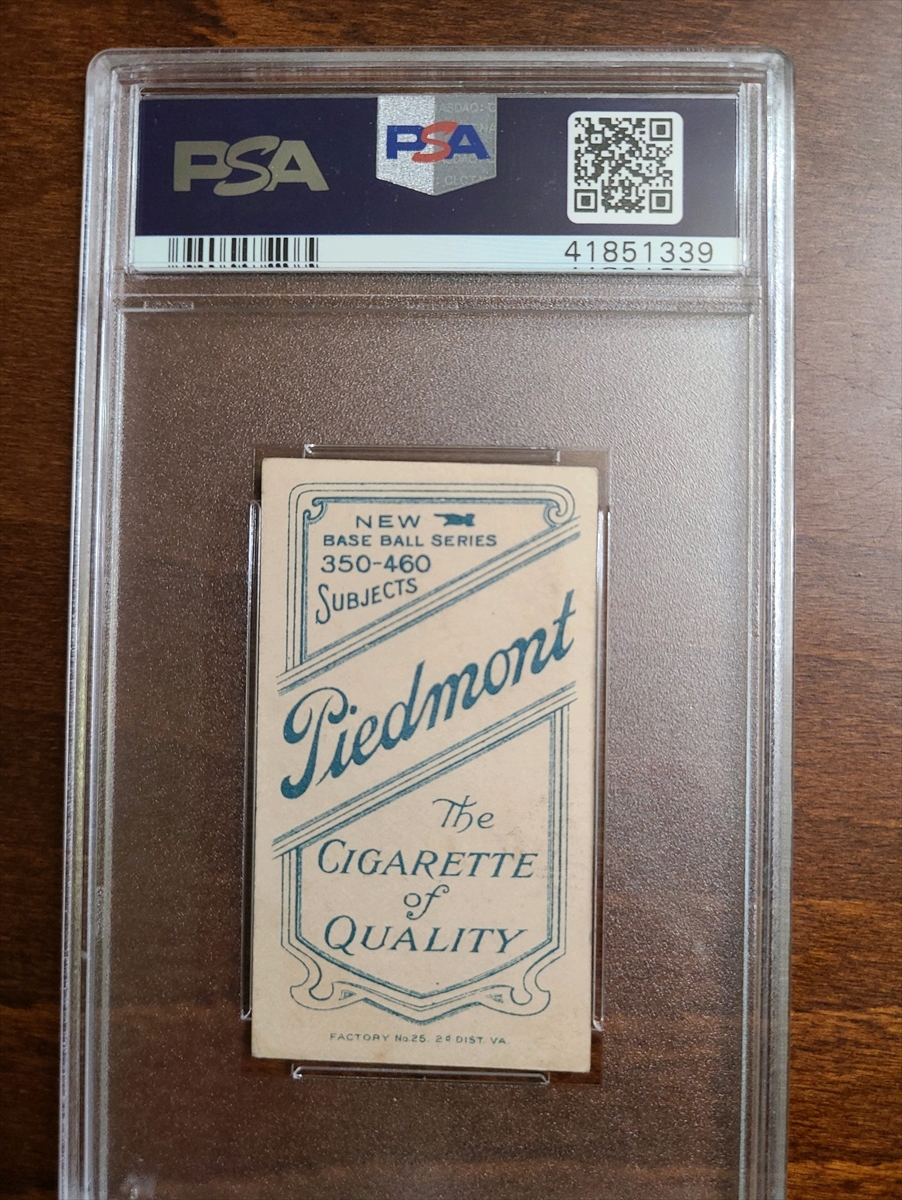 PSA
PSA
41851339
NEW
BASE BALL SERIES
350-460
SUBJECTS
Piedmont
The
CIGARETTE
of
QUALITY
FACTORY No.25. 2d DIST. VA.